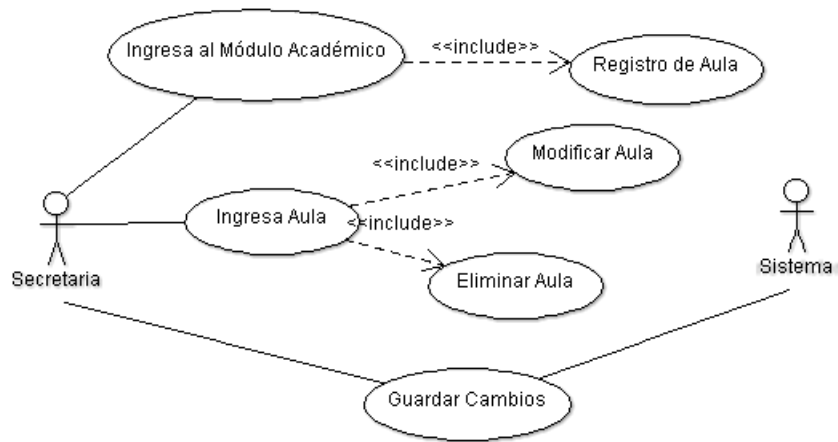 Ingresa al Módulo Académico
<<include>>
Registro de Aula
<<include>>
Modificar Aula
Ingresa Aula
<<include>>
Secretaria
Eliminar Aula
Sistema
Guardar Cambios